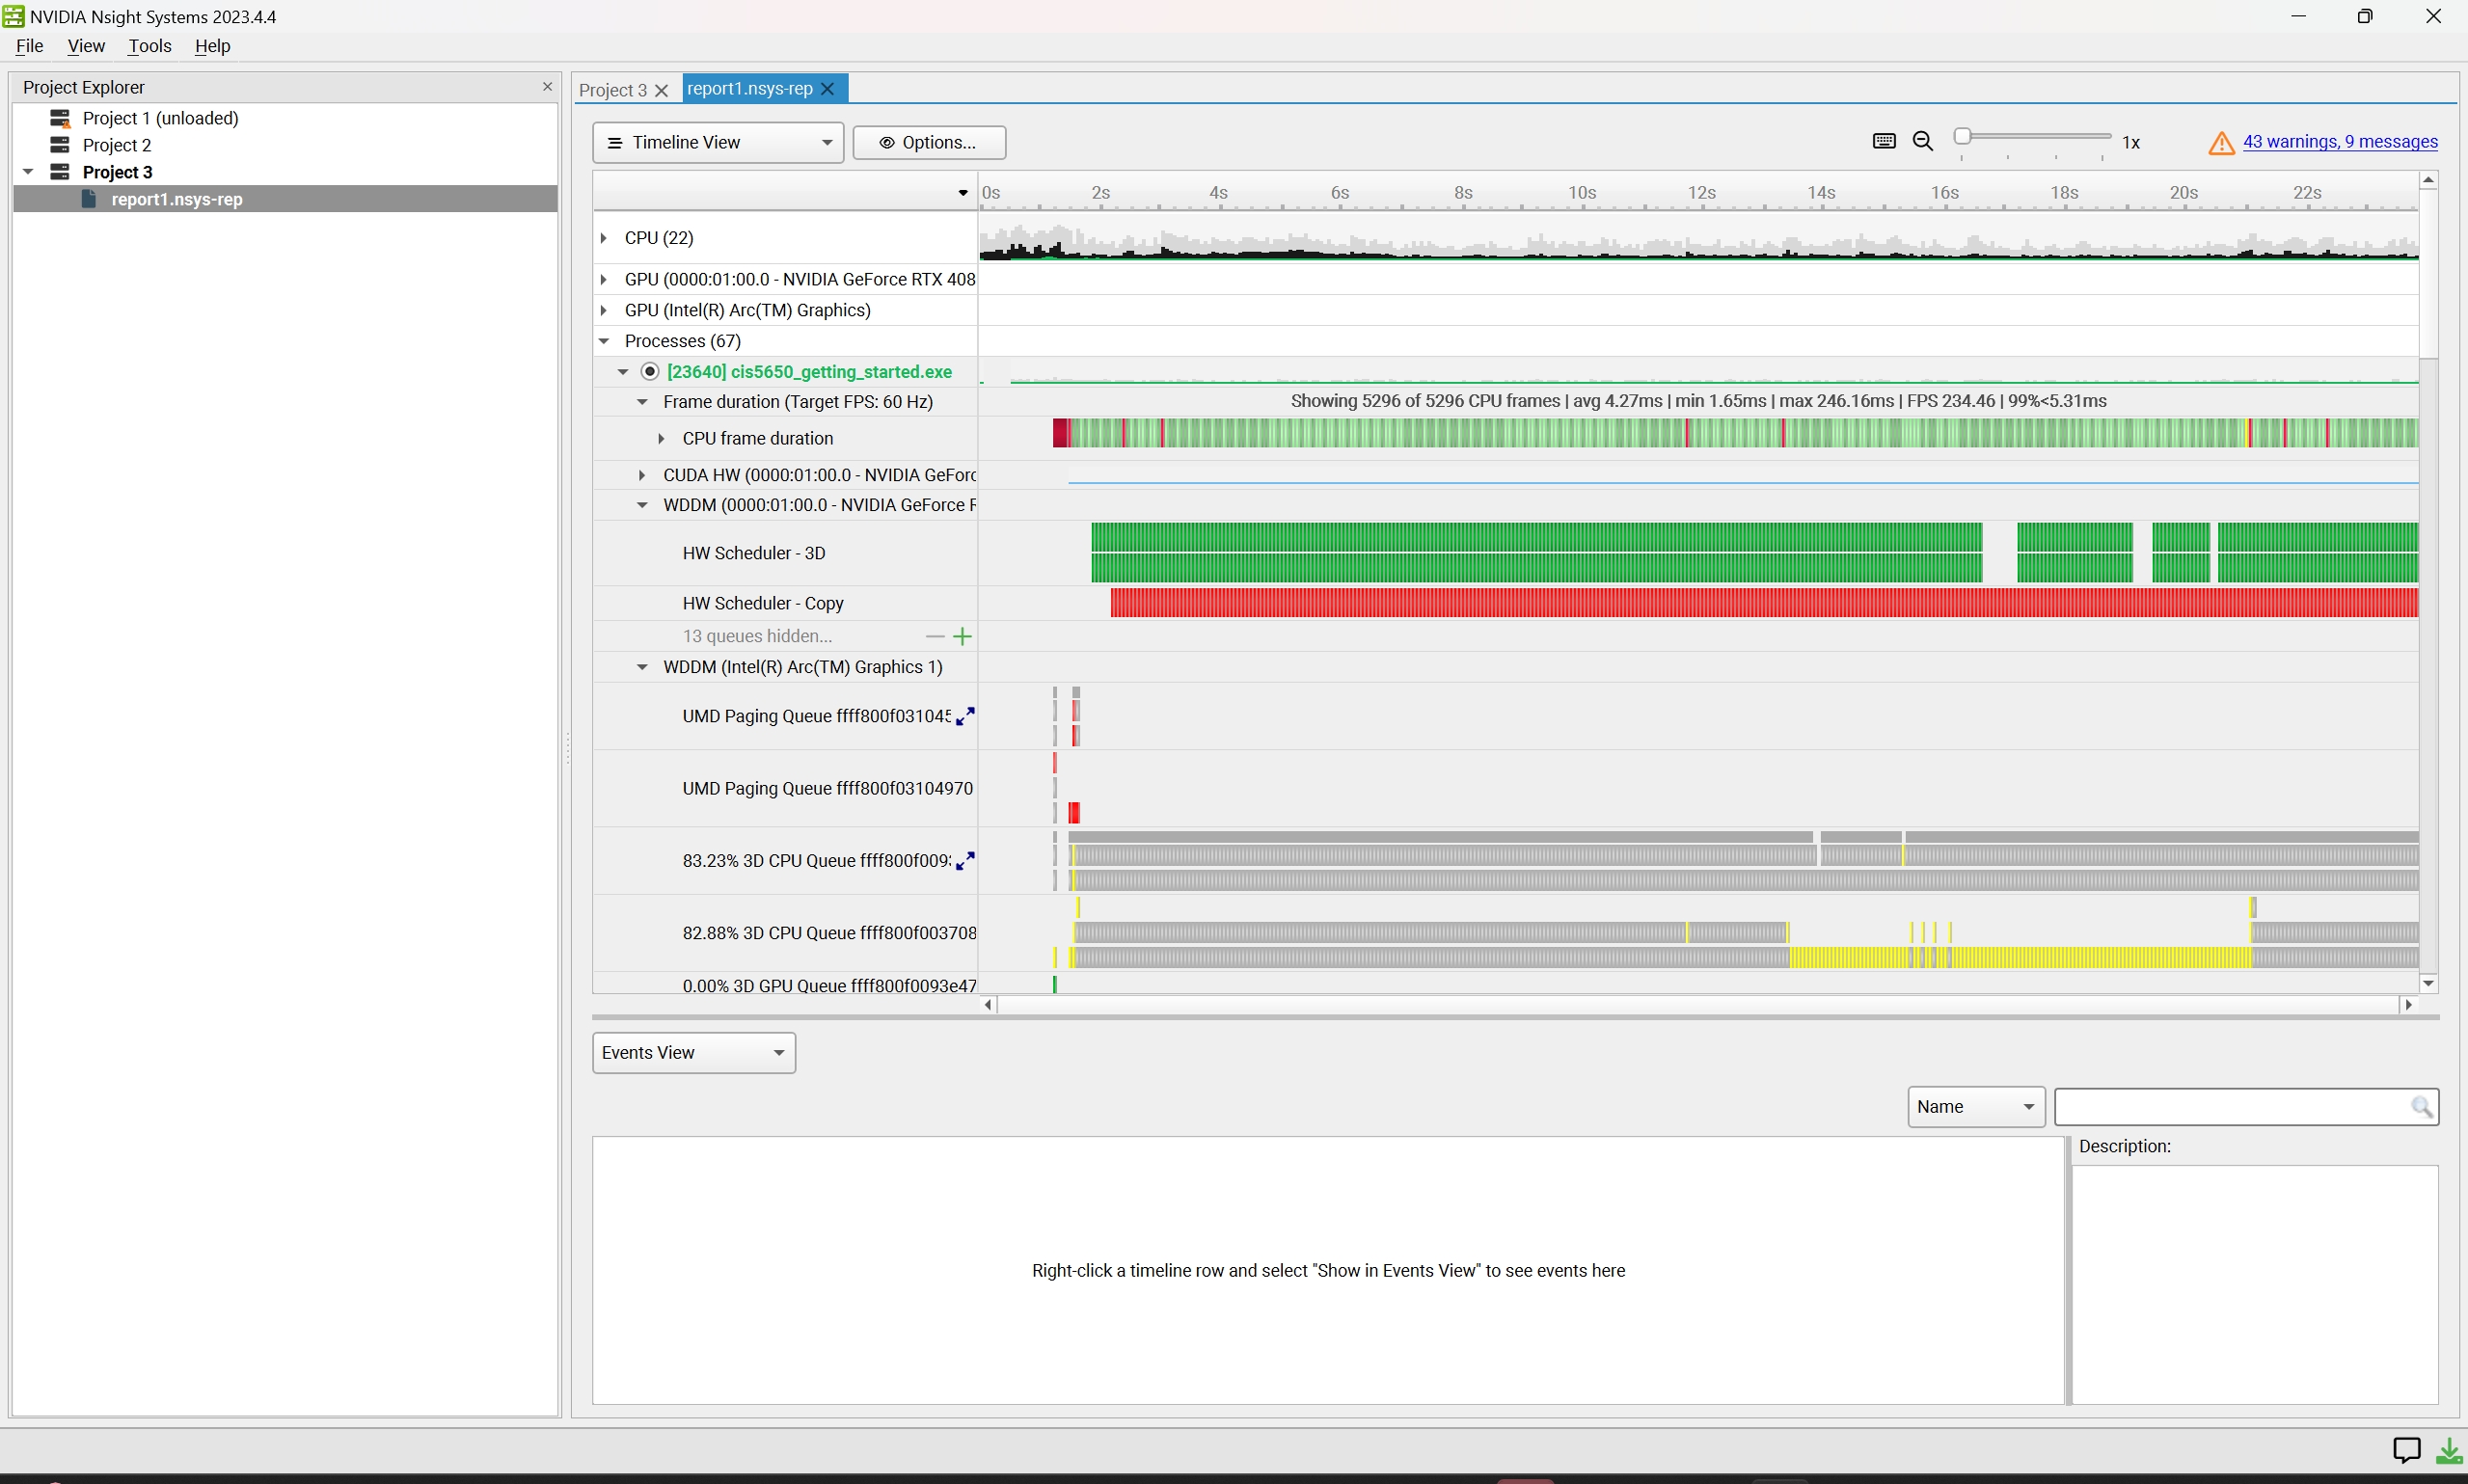 NVIDIA Nsight Systems 2023.4.4
File View Tools Help
Project Explorer
Project 1 (unloaded)
Project 2
Project 3
report1.nsys-rep
Project 3
report1.nsys-rep
Timeline View
Options...
1x
43 warnings, 9 messages
0s 2s 4s 6s 8s 10s 12s 14s 16s 18s 20s 22s
CPU (22)
GPU (0000:01:00.0 - NVIDIA GeForce RTX 408
GPU (Intel(R) Arc(TM) Graphics)
Processes (67)
[23640] cis5650_getting_started.exe
Frame duration (Target FPS: 60 Hz)
Showing 5296 of 5296 CPU frames | avg 4.27ms | min 1.65ms | max 246.16ms | FPS 234.46 | 99%<5.31ms
CPU frame duration
CUDA HW (0000:01:00.0 - NVIDIA GeForc
WDDM (0000:01:00.0 - NVIDIA GeForce R
HW Scheduler - 3D
HW Scheduler - Copy
13 queues hidden...
WDDM (Intel(R) Arc(TM) Graphics 1)
UMD Paging Queue ffff800f031045
UMD Paging Queue ffff800f03104970
83.23% 3D CPU Queue ffff800f009
82.88% 3D CPU Queue ffff800f003708
0.00% 3D GPU Queue ffff800f0093e47
Events View
Name
Description:
Right-click a timeline row and select "Show in Events View" to see events here